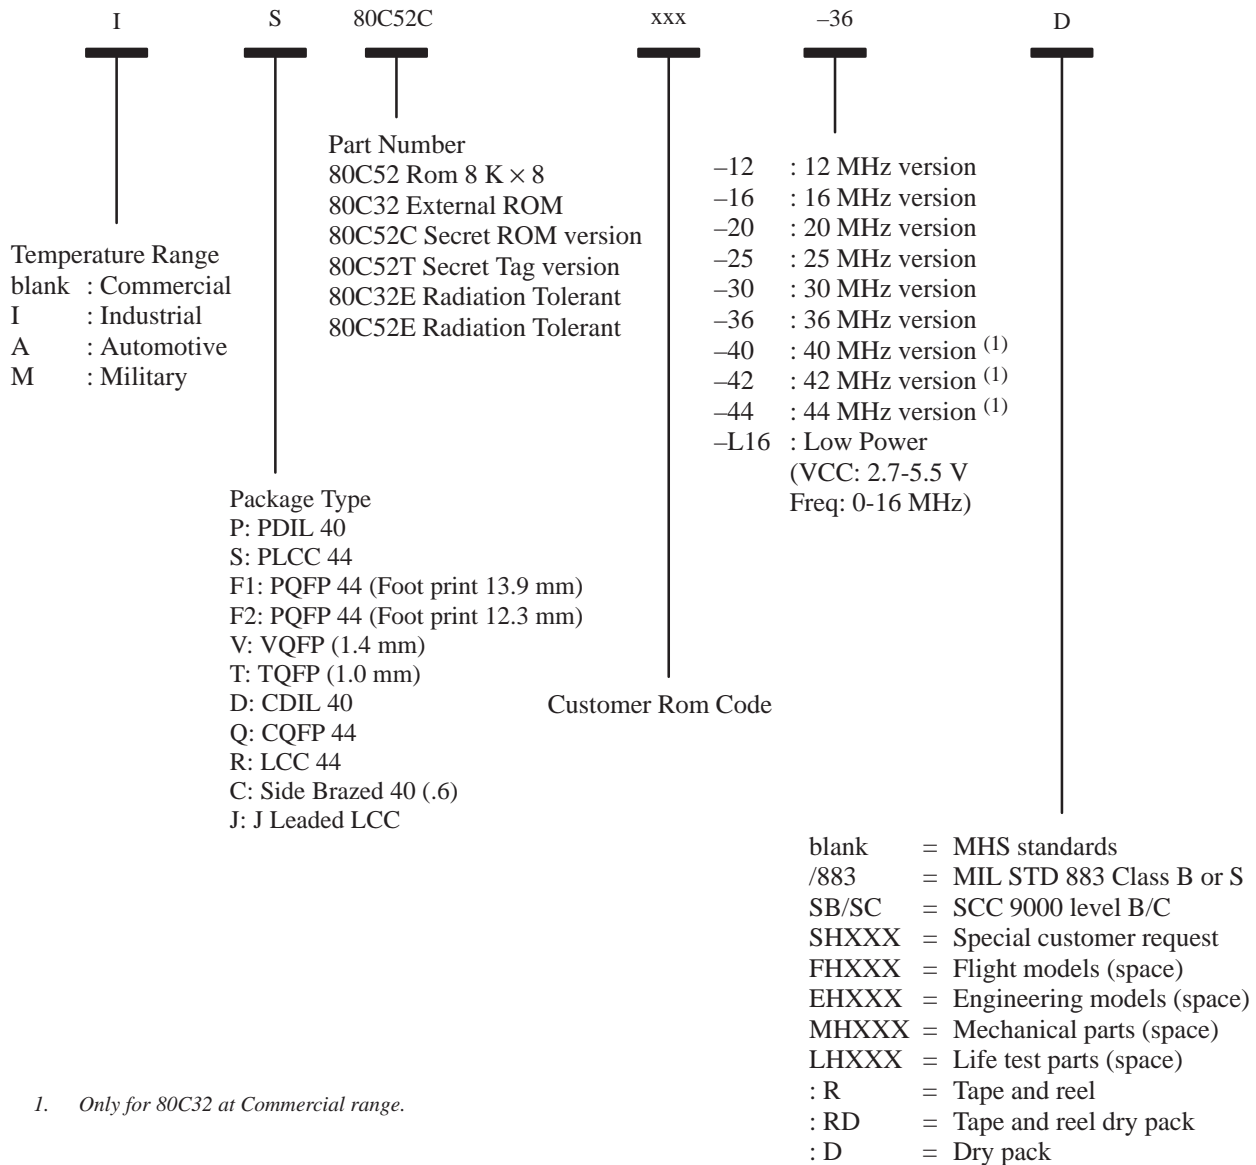 I S 80C52C xxx –36 D
Part Number
80C52 Rom 8 K × 8
80C32 External ROM
80C52C Secret ROM version
80C52T Secret Tag version
80C32E Radiation Tolerant
80C52E Radiation Tolerant
–12 : 12 MHz version
–16 : 16 MHz version
–20 : 20 MHz version
–25 : 25 MHz version
–30 : 30 MHz version
–36 : 36 MHz version
–40 : 40 MHz version (1)
–42 : 42 MHz version (1)
–44 : 44 MHz version (1)
–L16 : Low Power
(VCC: 2.7-5.5 V
Freq: 0-16 MHz)
Temperature Range
blank : Commercial
I : Industrial
A : Automotive
M : Military
Package Type
P: PDIL 40
S: PLCC 44
F1: PQFP 44 (Foot print 13.9 mm)
F2: PQFP 44 (Foot print 12.3 mm)
V: VQFP (1.4 mm)
T: TQFP (1.0 mm)
D: CDIL 40
Q: CQFP 44
R: LCC 44
C: Side Brazed 40 (.6)
J: J Leaded LCC
Customer Rom Code
blank = MHS standards
/883 = MIL STD 883 Class B or S
SB/SC = SCC 9000 level B/C
SHXXX = Special customer request
FHXXX = Flight models (space)
EHXXX = Engineering models (space)
MHXXX = Mechanical parts (space)
LHXXX = Life test parts (space)
: R = Tape and reel
: RD = Tape and reel dry pack
: D = Dry pack
1. Only for 80C32 at Commercial range.